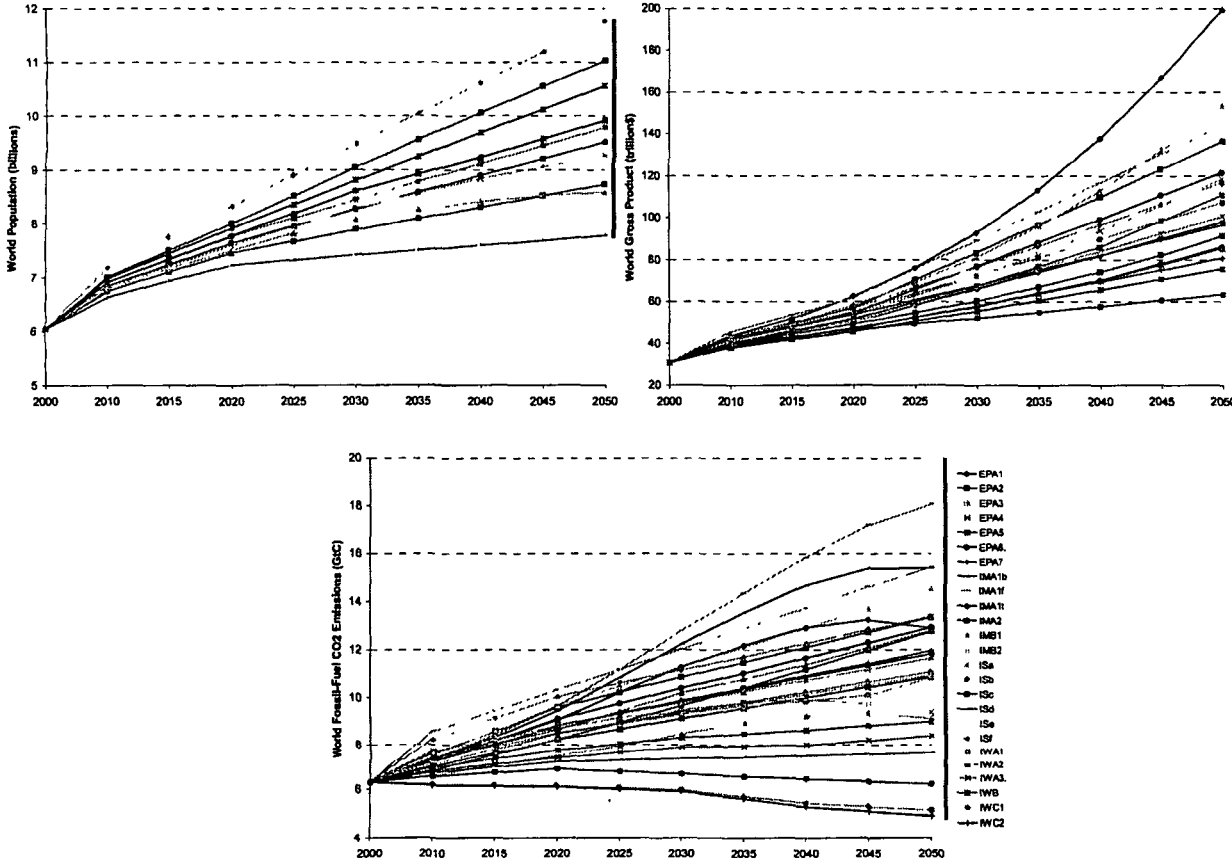 12
11
10
9
8
7
6
5
World Population (billions)
2000 2010 2015 2020 2025 2030 2035 2040 2045 2050
200
180
160
140
120
100
80
60
40
20
World Gross Product (trillion$)
2000 2010 2015 2020 2025 2030 2035 2040 2045 2050
20
18
16
14
12
10
8
6
4
World Fossil-Fuel CO2 Emissions (GtC)
2000 2010 2015 2020 2025 2030 2035 2040 2045 2050
EPA1
EPA2
EPA3
EPA4
EPA5
EPA6.
EPA7
IMA1b
IMA1f
IMA1t
IMA2
IMB1
IMB2
ISa
ISb
ISc
ISd
ISe
ISf
IWA1
IWA2
IWA3.
IWB
IWC1
IWC2